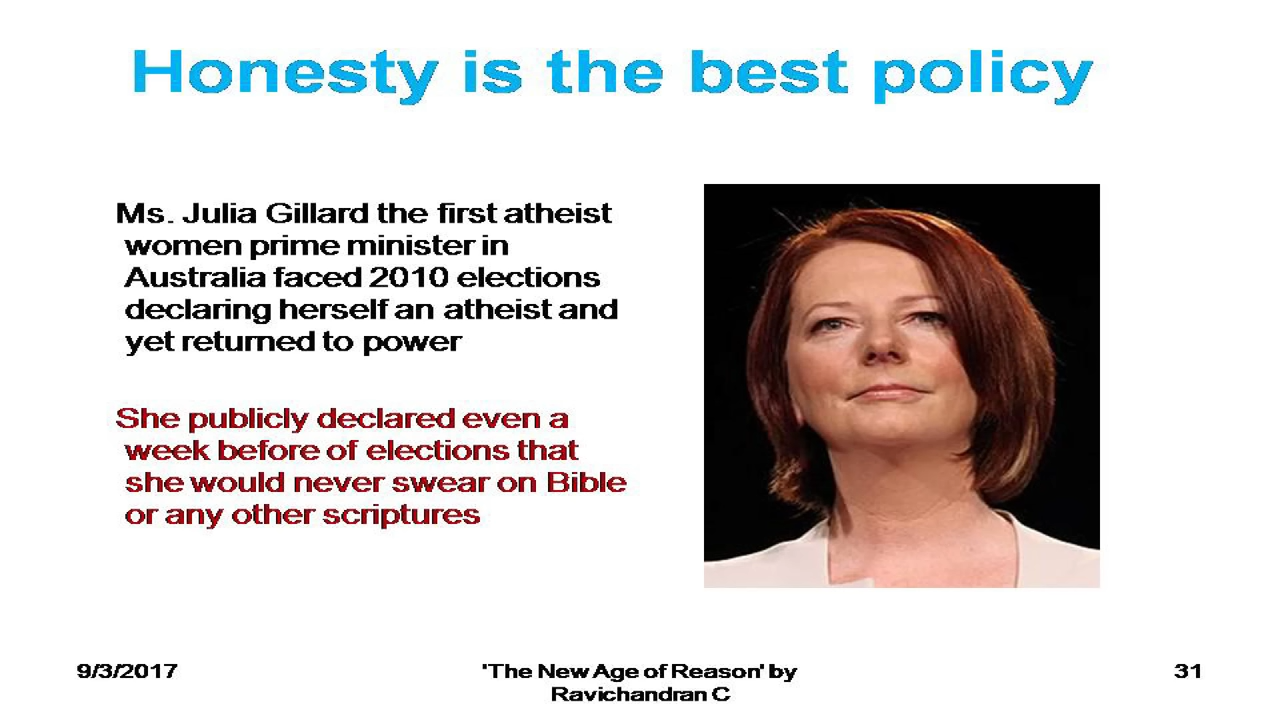 Honesty is the best policy
Ms. Julia Gillard the first atheist
women prime minister in
Australia faced 2010 elections
declaring herself an atheist and
yet returned to power
She publicly declared even a
week before of elections that
she would never swear on Bible
or any other scriptures
9/3/2017
'The New Age of Reason' by
Ravichandran C
31